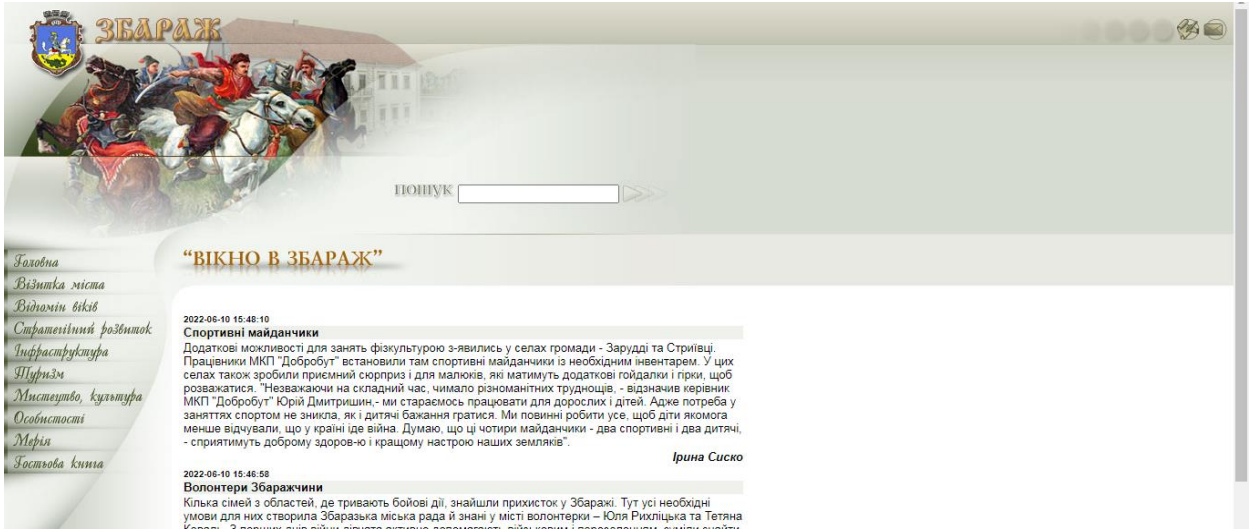 ЗБАРАЖ
пошук
Головна
Візитка міста
Відгомін віків
Стратегічний розвиток
Інфраструктура
Туризм
Мистецтво, культура
Особистості
Мерія
Гостьова книга
“ВІКНО В ЗБАРАЖ”
2022-06-10 15:48:10
Спортивні майданчики
Додаткові можливості для занять фізкультурою з-явились у селах громади - Зарудді та Стриївці.
Працівники МКП "Добробут" встановили там спортивні майданчики із необхідним інвентарем. У цих
селах також зробили приємний сюрприз і для малюків, які матимуть додаткові гойдалки і гірки, щоб
розважатися. "Незважаючи на складний час, чимало різноманітних труднощів, - відзначив керівник
МКП "Добробут" Юрій Дмитришин,- ми стараємось працювати для дорослих і дітей. Адже потреба у
заняттях спортом не зникла, як і дитячі бажання гратися. Ми повинні робити усе, щоб діти якомога
менше відчували, що у країні іде війна. Думаю, що ці чотири майданчики - два спортивні і два дитячі,
- сприятимуть доброму здоров-ю і кращому настрою наших земляків".
Ірина Сиско
2022-06-10 15:46:58
Волонтери Збаражчини
Кілька сімей з областей, де тривають бойові дії, знайшли прихисток у Збаражі. Тут усі необхідні
умови для них створила Збаразька міська рада й знані у місті волонтерки – Юля Рихліцька та Тетяна